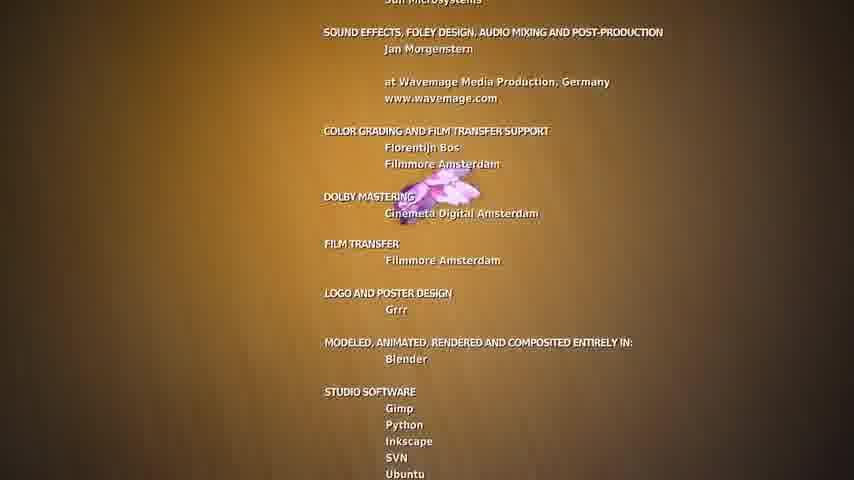 Sun Microsystems
SOUND EFFECTS, FOLEY DESIGN, AUDIO MIXING AND POST-PRODUCTION
Jan Morgenstern
at Wavemage Media Production, Germany
www.wavemage.com
COLOR GRADING AND FILM TRANSFER SUPPORT
Florentijn Bos
Filmmore Amsterdam
DOLBY MASTERING
Cinemeta Digital Amsterdam
FILM TRANSFER
Filmmore Amsterdam
LOGO AND POSTER DESIGN
Grrr
MODELED, ANIMATED, RENDERED AND COMPOSITED ENTIRELY IN:
Blender
STUDIO SOFTWARE
Gimp
Python
Inkscape
SVN
Ubuntu